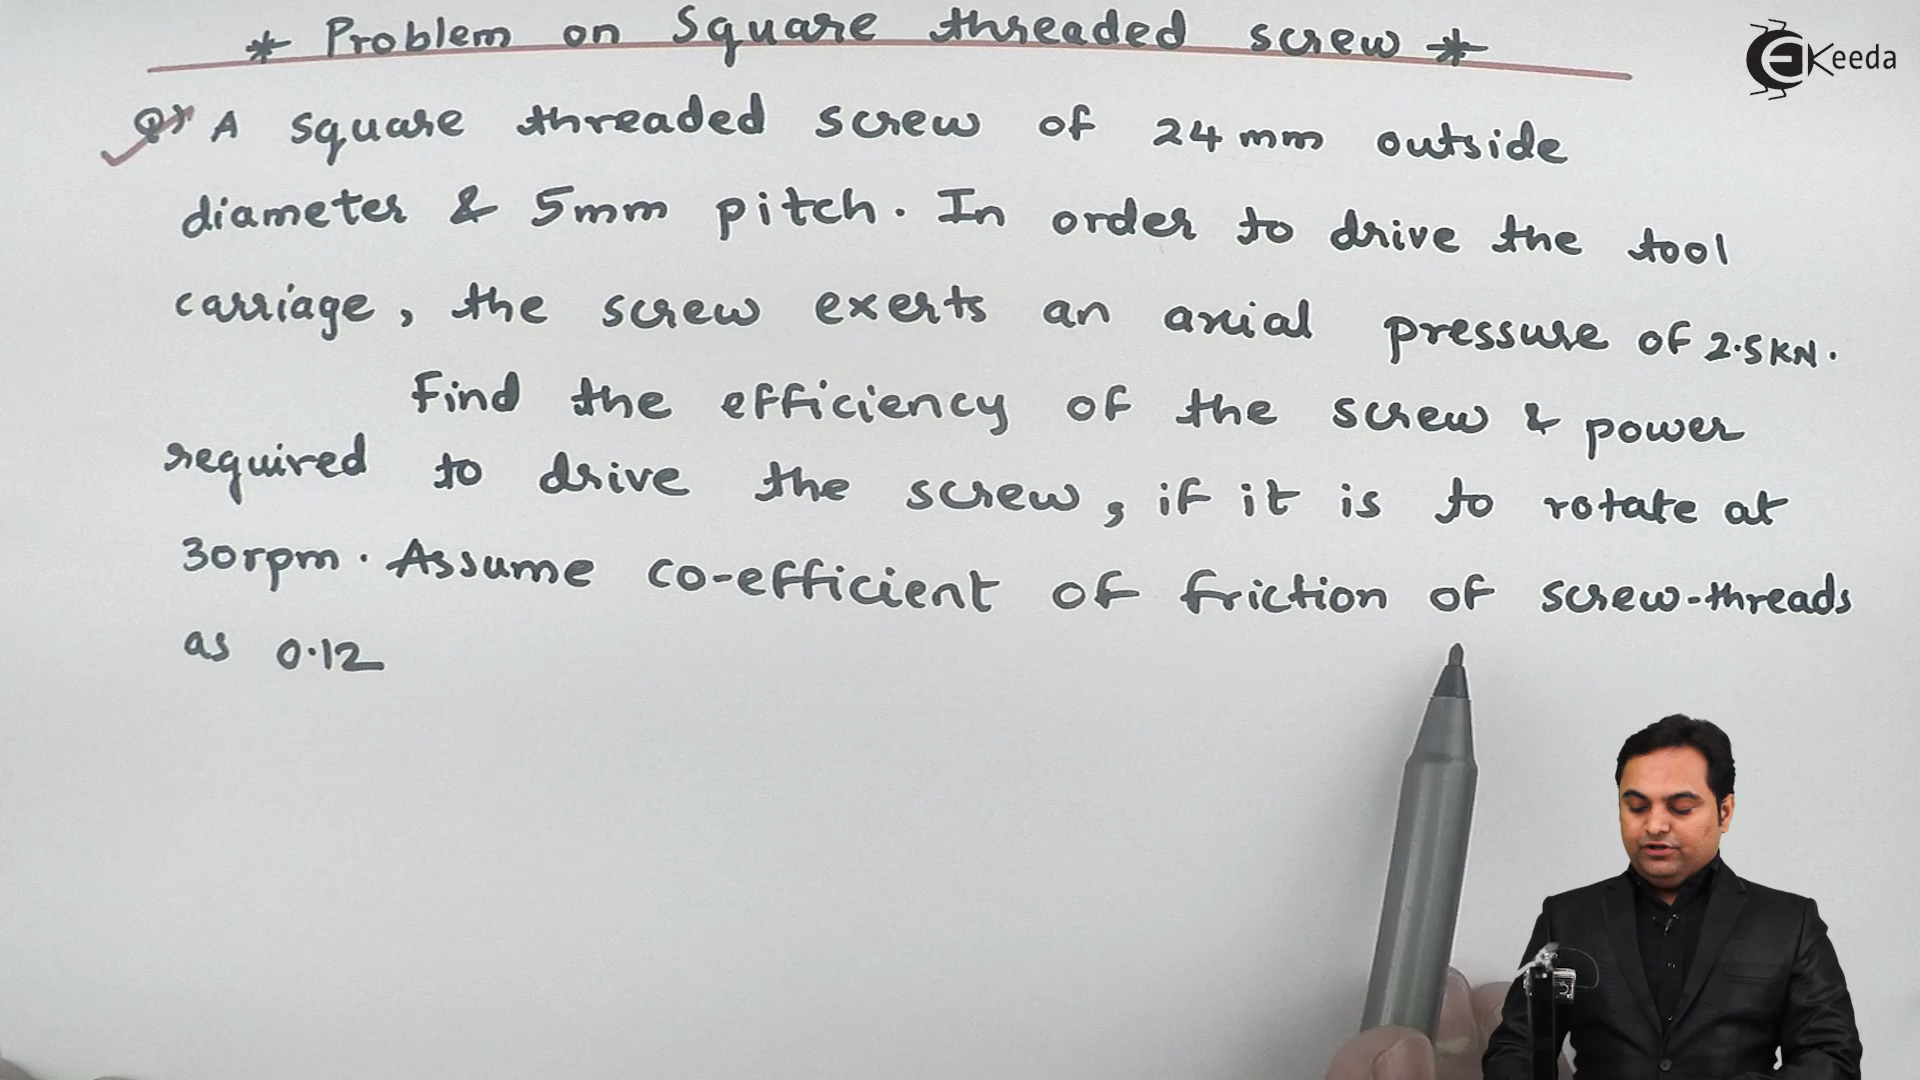 * Problem on Square threaded screw *
EKeeda
Q) A square threaded screw of 24 mm outside
diameter & 5mm pitch. In order to drive the tool
carriage, the screw exerts an axial pressure of 2.5KN.
Find the efficiency of the screw & power
required to drive the screw, if it is to rotate at
30rpm. Assume co-efficient of friction of screw-threads
as 0.12